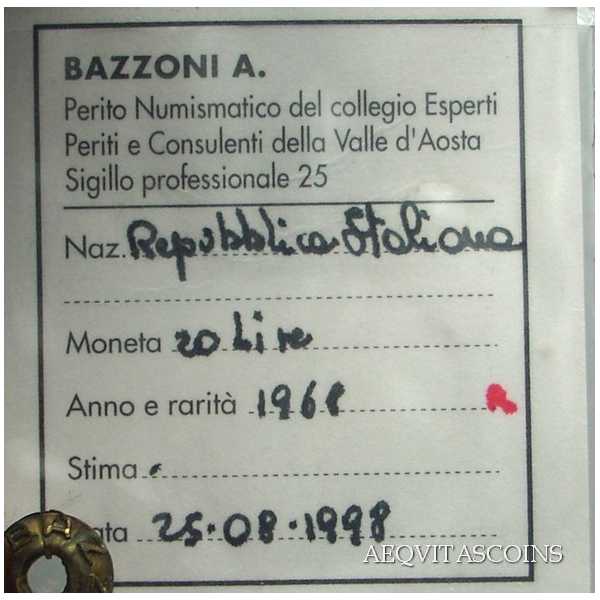 BAZZONI A.
Perito Numismatico del collegio Esperti
Periti e Consulenti della Valle d'Aosta
Sigillo professionale 25
Naz. Repubblica Italiana
Moneta 20 Lire
Anno e rarità 1968 R
Stima
ata 25.08.1998
AEQVITASCOINS